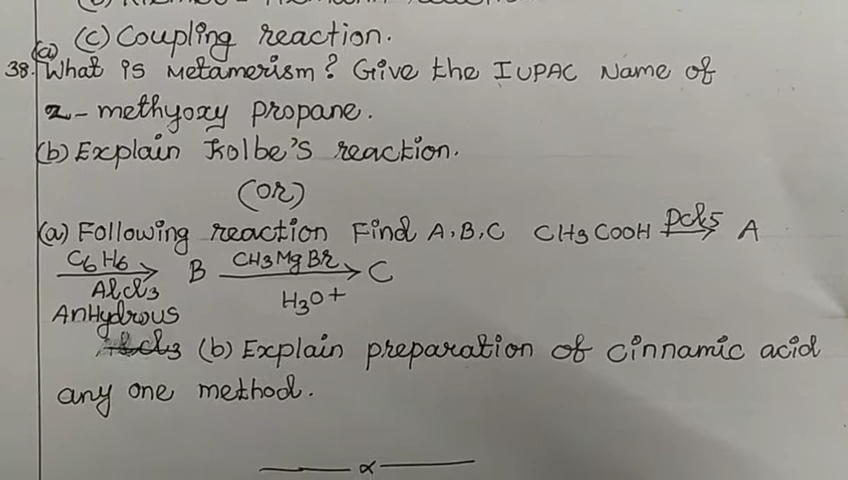 (C) Coupling reaction.
38. (a) What is Metamerism? Give the IUPAC Name of
2-methyoxy propane.
(b) Explain Kolbe's reaction.
(OR)
(a) Following reaction Find A, B, C CH3COOH PCl5 → A
C6H6 → B CH3MgBr → C
AlCl3 H3O+
AnHydrous
(b) Explain preparation of cinnamic acid
any one method.